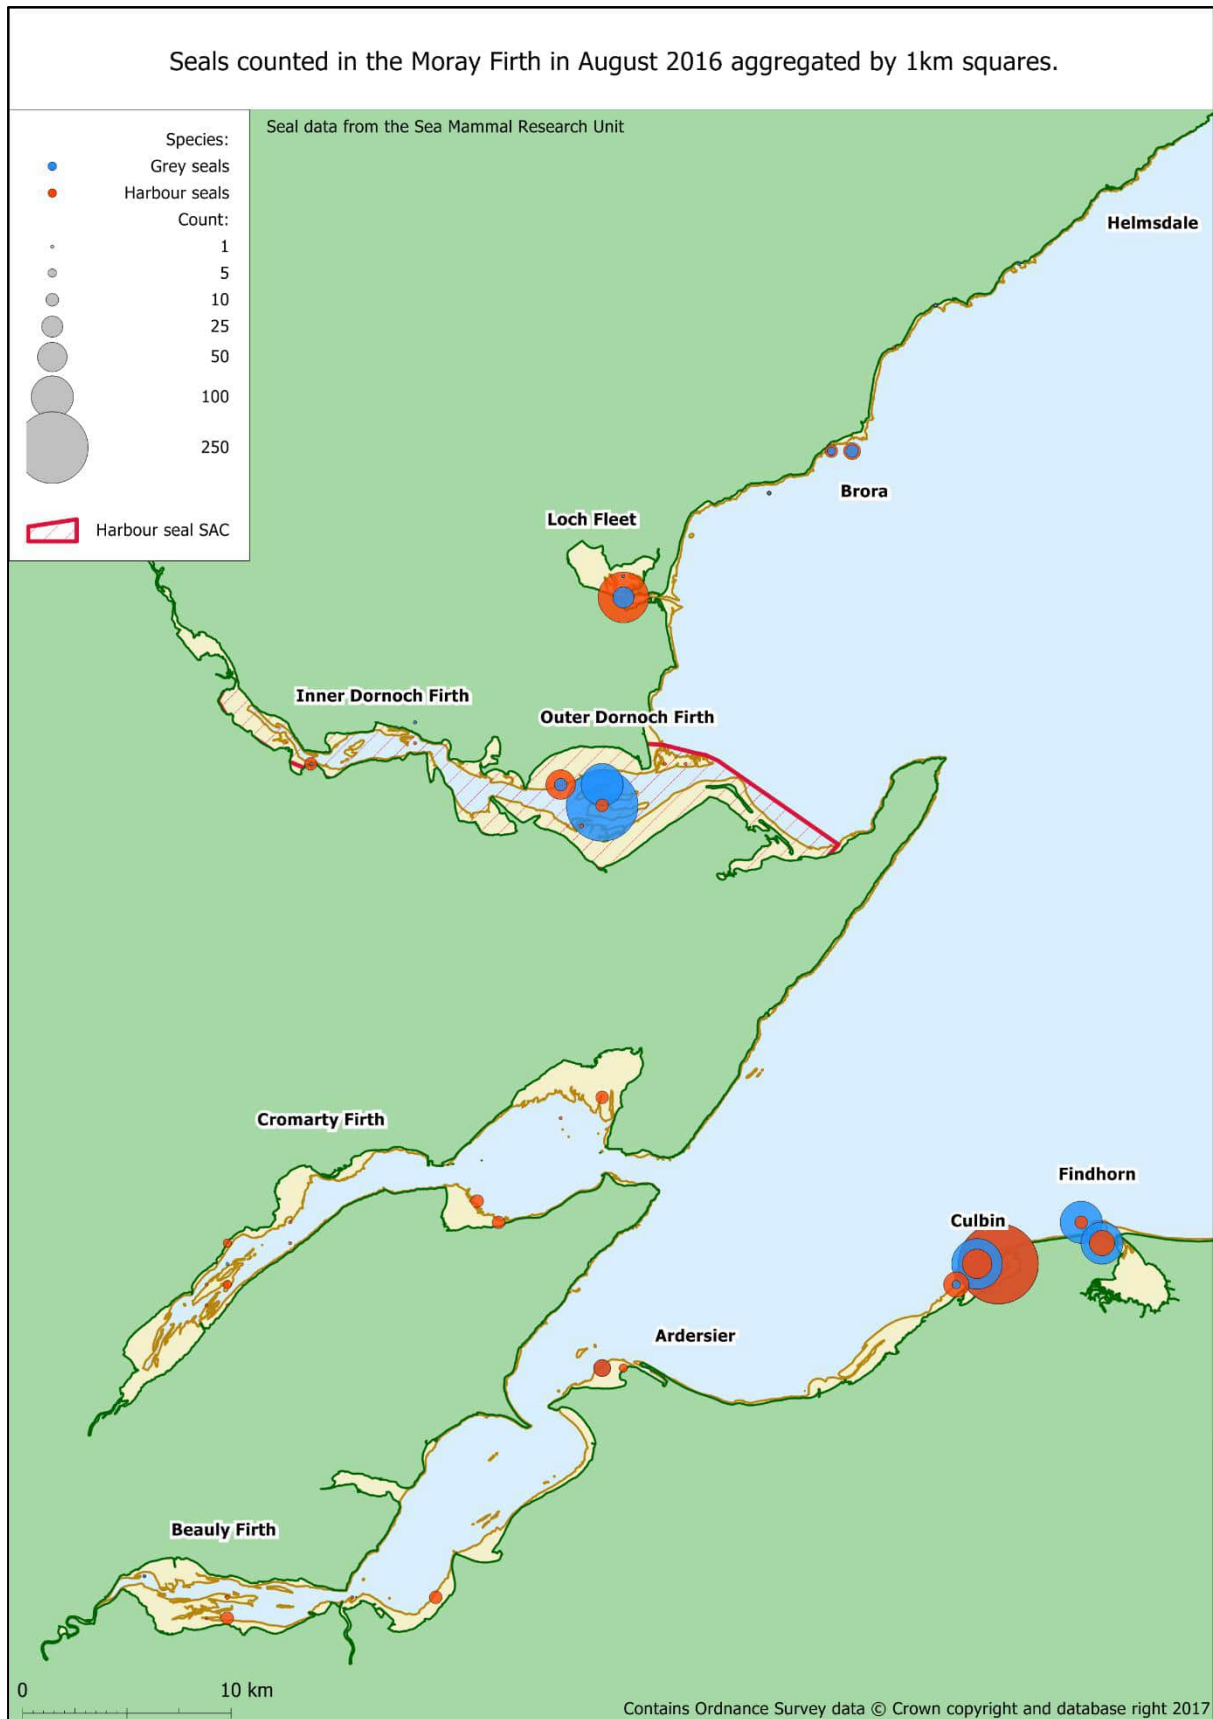 Seals counted in the Moray Firth in August 2016 aggregated by 1km squares.
Seal data from the Sea Mammal Research Unit
Species:
Grey seals
Harbour seals
Count:
1
5
10
25
50
100
250
Harbour seal SAC
Helmsdale
Brora
Loch Fleet
Inner Dornoch Firth
Outer Dornoch Firth
Cromarty Firth
Findhorn
Culbin
Ardersier
Beauly Firth
0 10 km
Contains Ordnance Survey data © Crown copyright and database right 2017